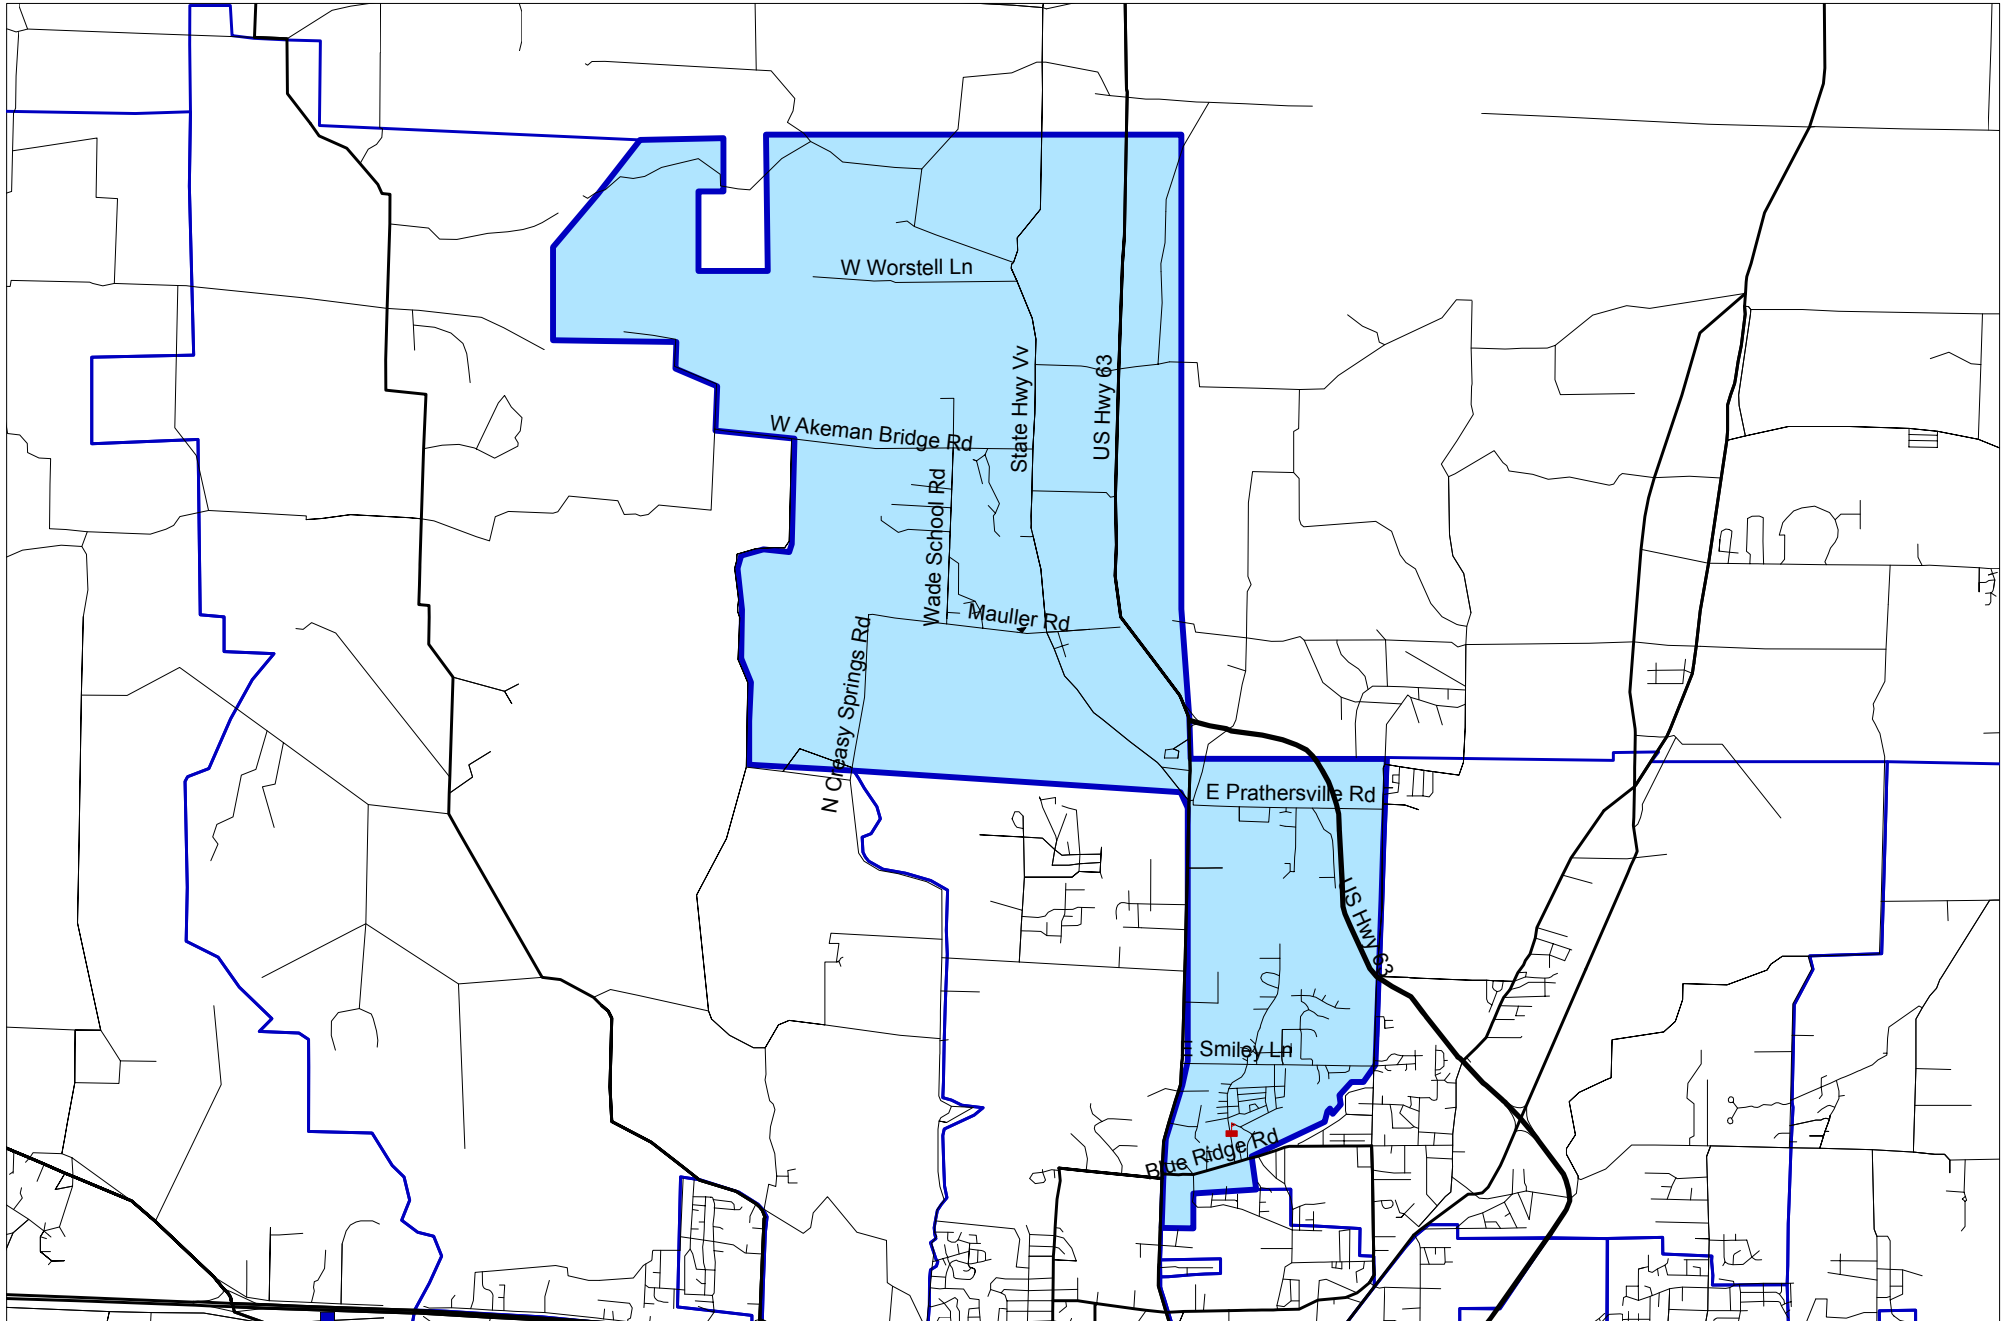 W Worstell Ln
State Hwy Vv
US Hwy 63
W Akeman Bridge Rd
Wade School Rd
Mauller Rd
N Creasy Springs Rd
E Prathersville Rd
US Hwy 63
E Smiley Ln
Blue Ridge Rd